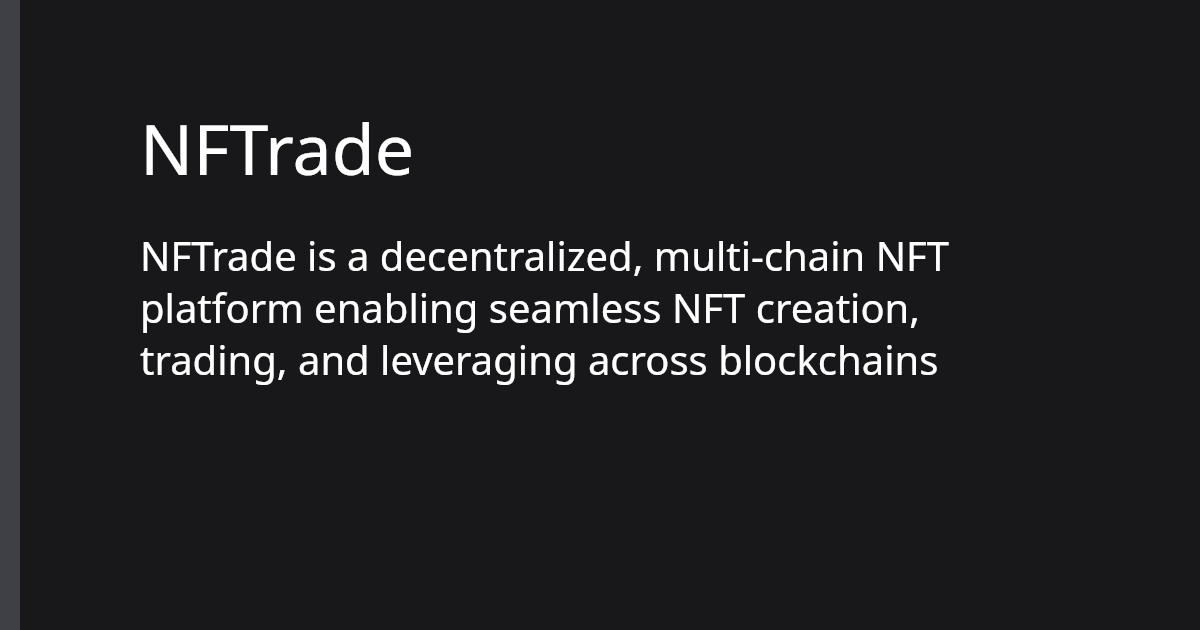 NFTrade
NFTrade is a decentralized, multi-chain NFT
platform enabling seamless NFT creation,
trading, and leveraging across blockchains